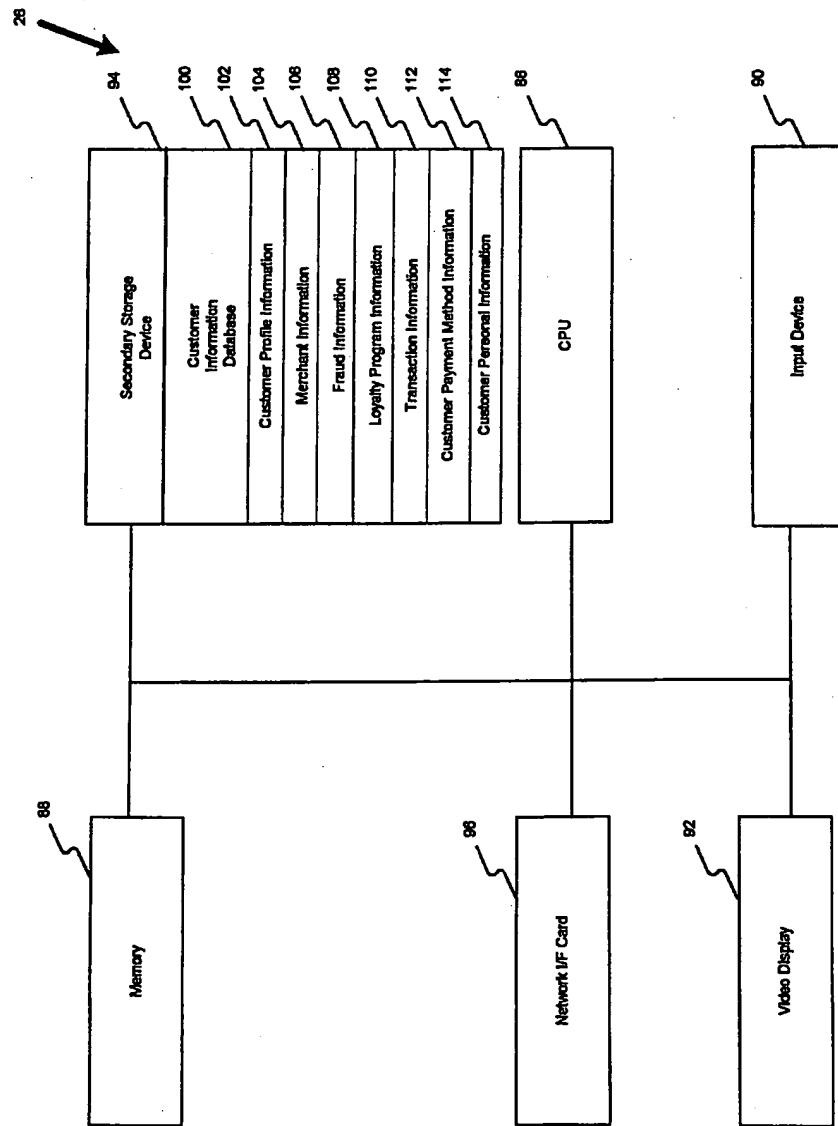 Video Display
92
Network I/F Card
96
Memory
88
Input Device
90
CPU
86
Secondary Storage
Device
94
Customer
Information
Database
100
Customer Profile Information
102
Merchant Information
104
Fraud Information
106
Loyalty Program Information
108
Transaction Information
110
Customer Payment Method Information
112
Customer Personal Information
114